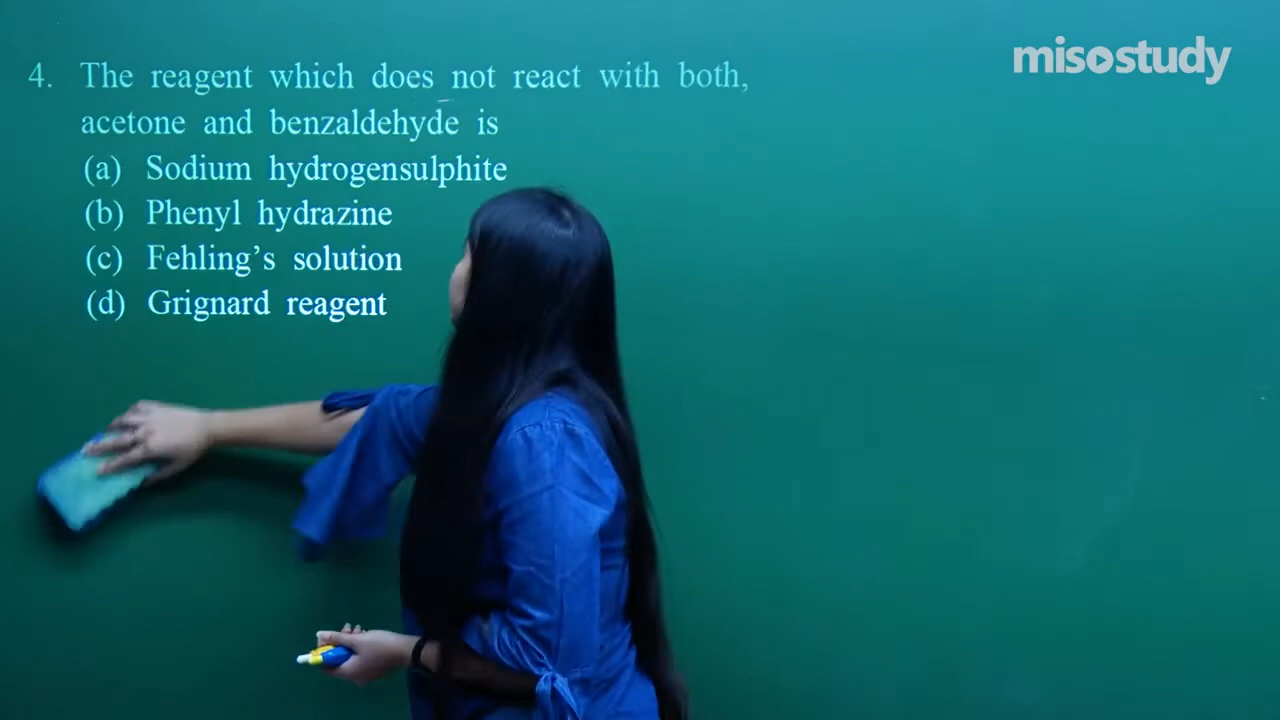 misostudy
4. The reagent which does not react with both,
acetone and benzaldehyde is
(a) Sodium hydrogensulphite
(b) Phenyl hydrazine
(c) Fehling's solution
(d) Grignard reagent